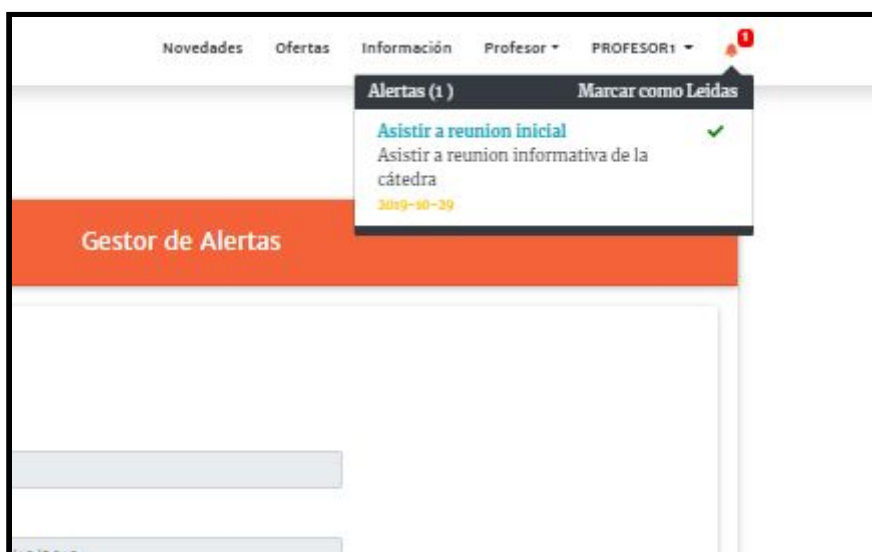 Novedades Ofertas Información Profesor PROFESOR1 1
Alertas (1 ) Marcar como Leidas
Asistir a reunion inicial
Asistir a reunion informativa de la
cátedra
2019-10-29
Gestor de Alertas